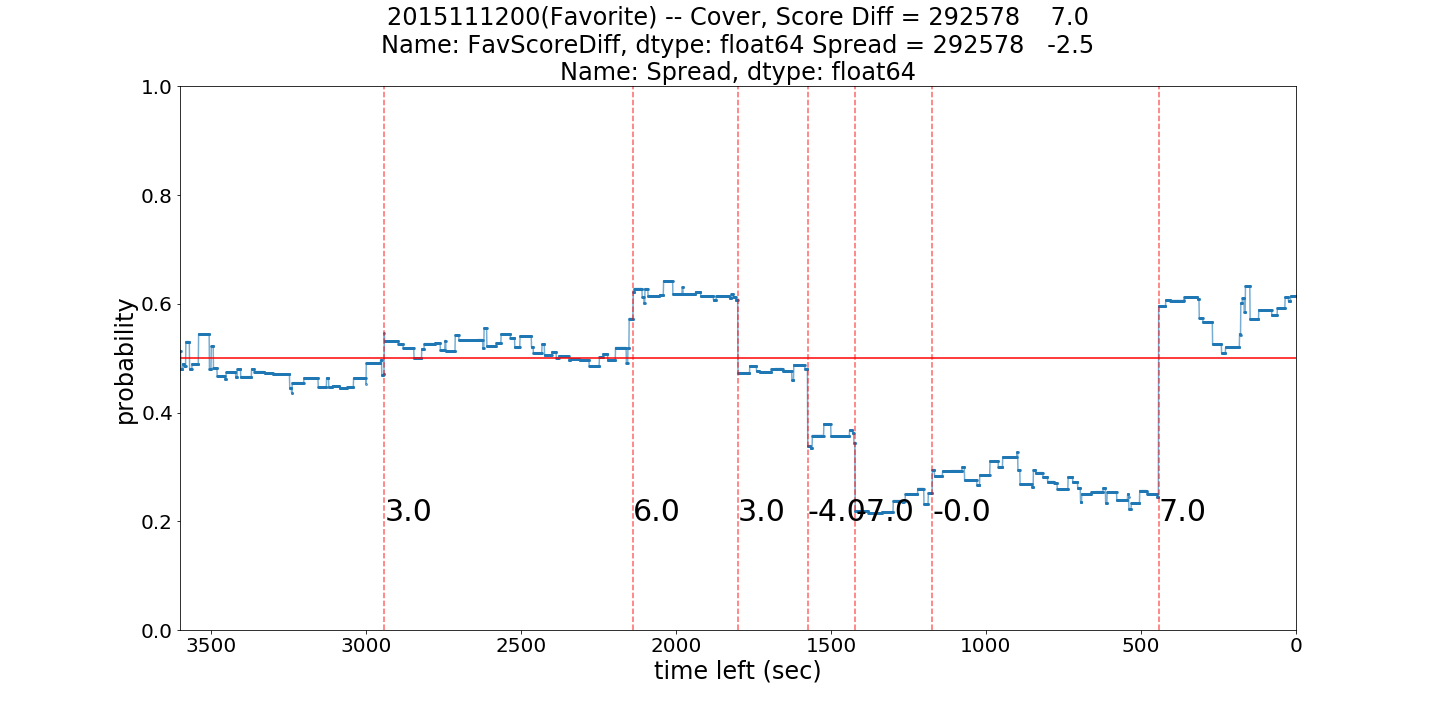 2015111200(Favorite) -- Cover, Score Diff = 292578    7.0
Name: FavScoreDiff, dtype: float64 Spread = 292578   -2.5
Name: Spread, dtype: float64
1.0
0.8
0.6
0.4
0.2
0.0
probability
3.0
6.0
3.0
-4.0
-7.0
-0.0
7.0
3500 3000 2500 2000 1500 1000 500 0
time left (sec)